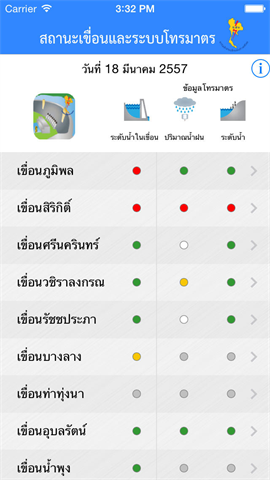 Carrier 3:32 PM
สถานะเขื่อนและระบบโทรมาตร
วันที่ 18 มีนาคม 2557
ข้อมูลโทรมาตร
ระดับน้ำในเขื่อน ปริมาณน้ำฝน ระดับน้ำ
เขื่อนภูมิพล
เขื่อนสิริกิติ์
เขื่อนศรีนครินทร์
เขื่อนวชิราลงกรณ
เขื่อนรัชชประภา
เขื่อนบางลาง
เขื่อนท่าทุ่งนา
เขื่อนอุบลรัตน์
เขื่อนน้ำพุง